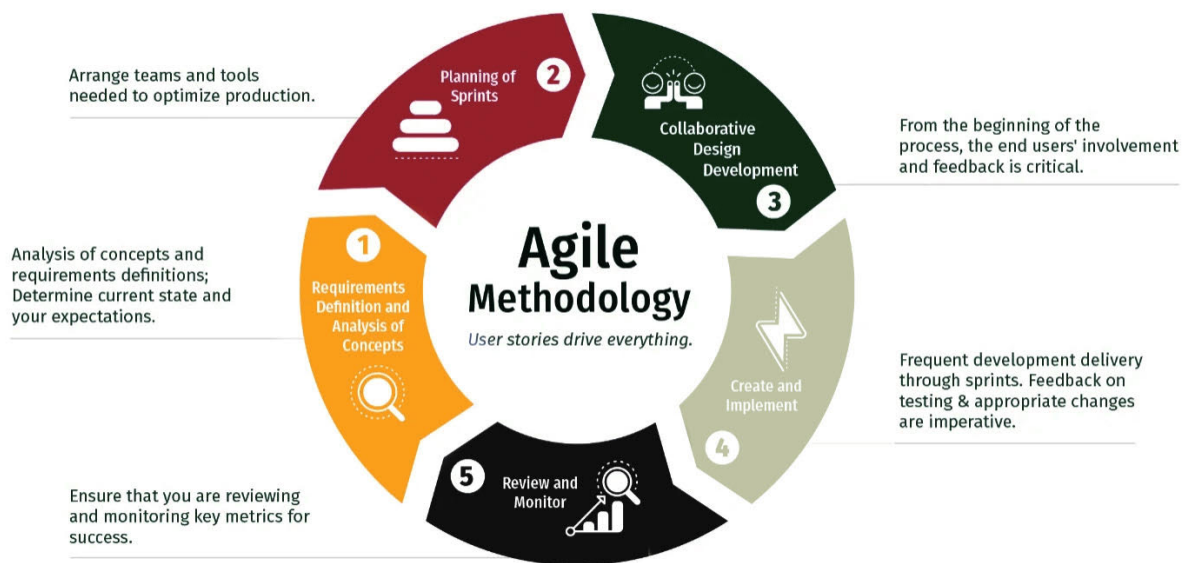 Agile
Methodology
User stories drive everything.
1
Requirements
Definition and
Analysis of
Concepts
Analysis of concepts and
requirements definitions;
Determine current state and
your expectations.
2
Planning of
Sprints
Arrange teams and tools
needed to optimize production.
Collaborative
Design
Development
3
From the beginning of the
process, the end users' involvement
and feedback is critical.
Create and
Implement
4
Frequent development delivery
through sprints. Feedback on
testing & appropriate changes
are imperative.
5
Review and
Monitor
Ensure that you are reviewing
and monitoring key metrics for
success.